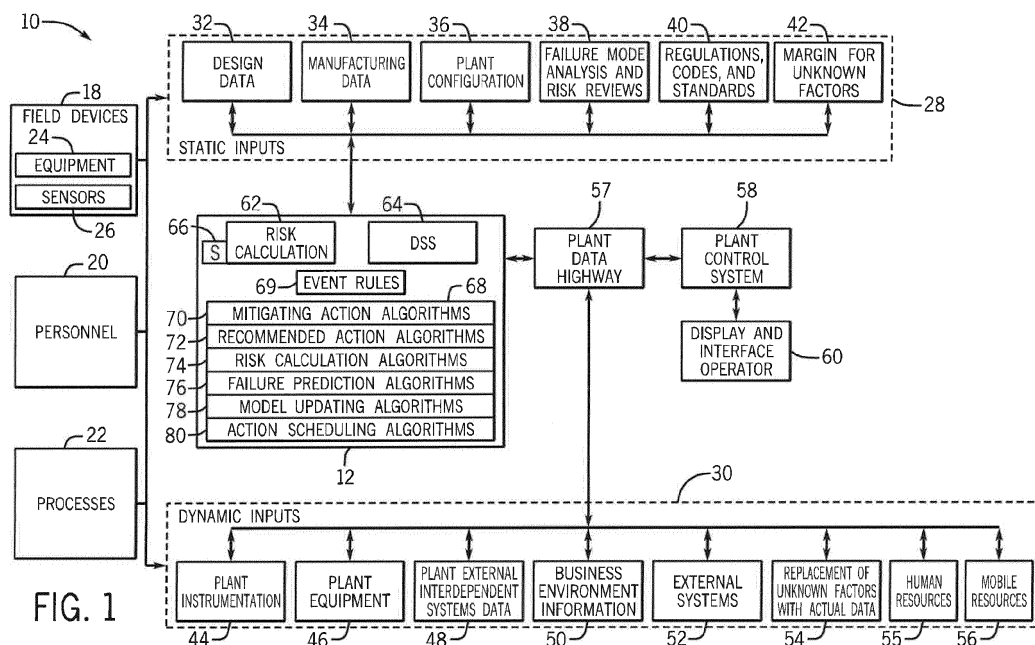 10
32
34
36
38
40
42
DESIGN
DATA
MANUFACTURING
DATA
PLANT
CONFIGURATION
FAILURE MODE
ANALYSIS AND
RISK REVIEWS
REGULATIONS,
CODES, AND
STANDARDS
MARGIN FOR
UNKNOWN
FACTORS
28
STATIC INPUTS
18
FIELD DEVICES
24
EQUIPMENT
SENSORS
26
20
PERSONNEL
22
PROCESSES
62
64
66
S
RISK
CALCULATION
DSS
69
EVENT RULES
68
70
MITIGATING ACTION ALGORITHMS
72
RECOMMENDED ACTION ALGORITHMS
74
RISK CALCULATION ALGORITHMS
76
FAILURE PREDICTION ALGORITHMS
78
MODEL UPDATING ALGORITHMS
80
ACTION SCHEDULING ALGORITHMS
12
57
PLANT
DATA
HIGHWAY
58
PLANT
CONTROL
SYSTEM
DISPLAY AND
INTERFACE
OPERATOR
60
30
DYNAMIC INPUTS
PLANT
INSTRUMENTATION
PLANT
EQUIPMENT
PLANT EXTERNAL
INTERDEPENDENT
SYSTEMS DATA
BUSINESS
ENVIRONMENT
INFORMATION
EXTERNAL
SYSTEMS
REPLACEMENT OF
UNKNOWN FACTORS
WITH ACTUAL DATA
HUMAN
RESOURCES
MOBILE
RESOURCES
44
46
48
50
52
54
55
56
FIG. 1